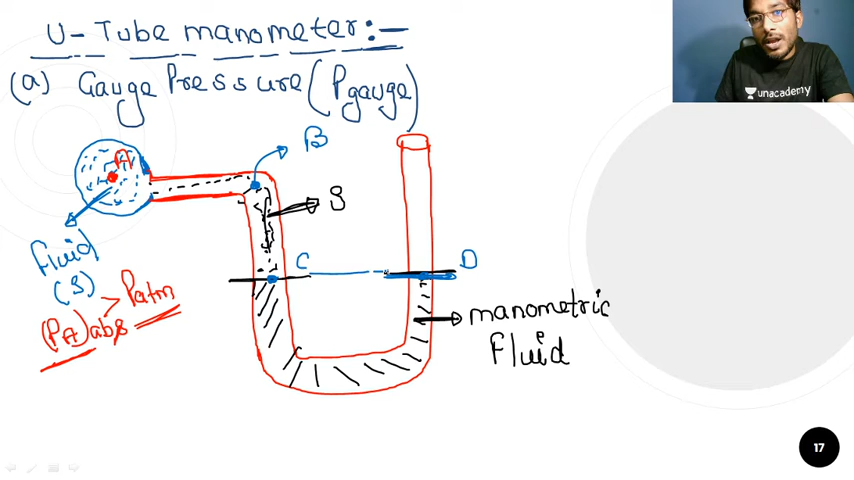 U-Tube manometer:-
(a) Gauge Pressure (Pgauge)
unacademy
A
B
S
Fluid
(S)
C
D
(PA)abs > Patm
manometric
Fluid
17